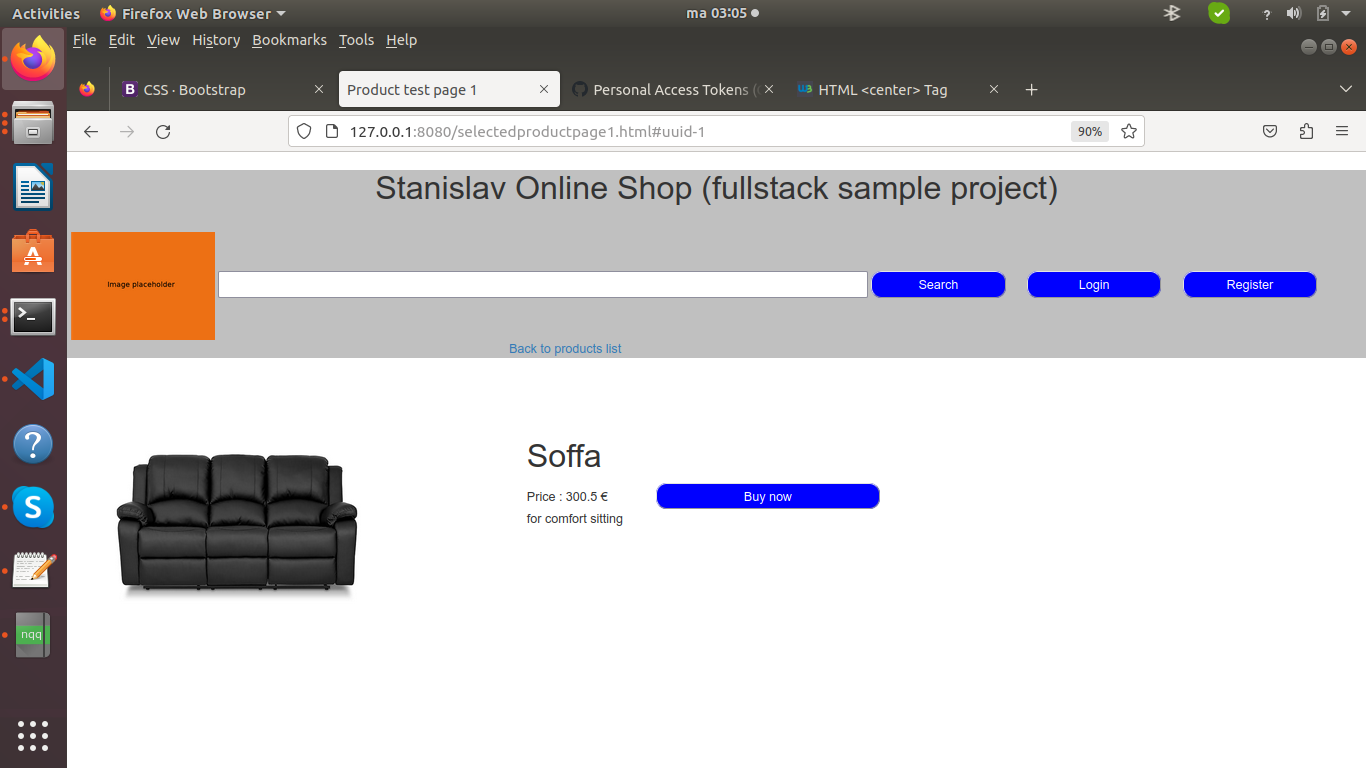 Activities Firefox Web Browser ma 03:05
File Edit View History Bookmarks Tools Help
B CSS · Bootstrap Product test page 1 Personal Access Tokens ( HTML <center> Tag
127.0.0.1:8080/selectedproductpage1.html#uuid-1 90%
Stanislav Online Shop (fullstack sample project)
Image placeholder Search Login Register
Back to products list
Soffa
Price : 300.5 € Buy now
for comfort sitting
nqq